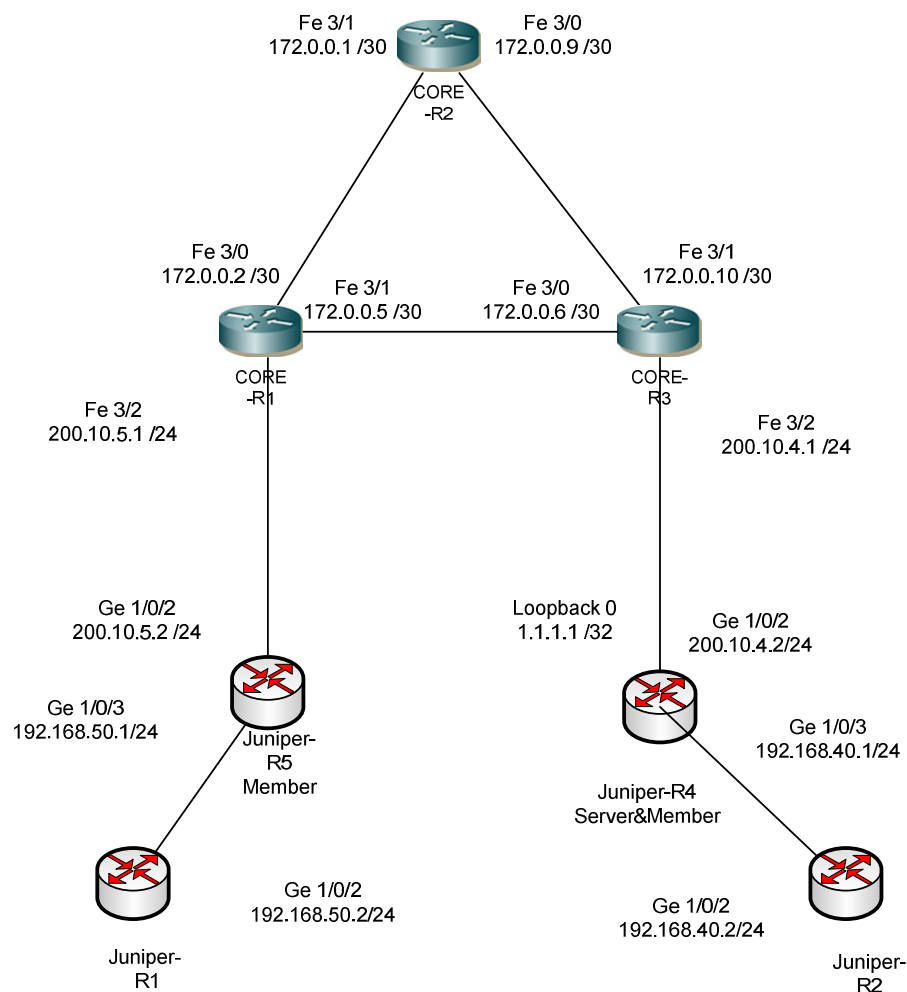 Fe 3/1
172.0.0.1 /30
Fe 3/0
172.0.0.9 /30
CORE
-R2
Fe 3/0
172.0.0.2 /30
Fe 3/1
172.0.0.5 /30
Fe 3/0
172.0.0.6 /30
Fe 3/1
172.0.0.10 /30
CORE
-R1
CORE-
R3
Fe 3/2
200.10.5.1 /24
Fe 3/2
200.10.4.1 /24
Ge 1/0/2
200.10.5.2 /24
Loopback 0
1.1.1.1 /32
Ge 1/0/2
200.10.4.2/24
Ge 1/0/3
192.168.50.1/24
Juniper-
R5
Member
Ge 1/0/3
192.168.40.1/24
Juniper-R4
Server&Member
Ge 1/0/2
192.168.50.2/24
Ge 1/0/2
192.168.40.2/24
Juniper-
R1
Juniper-
R2